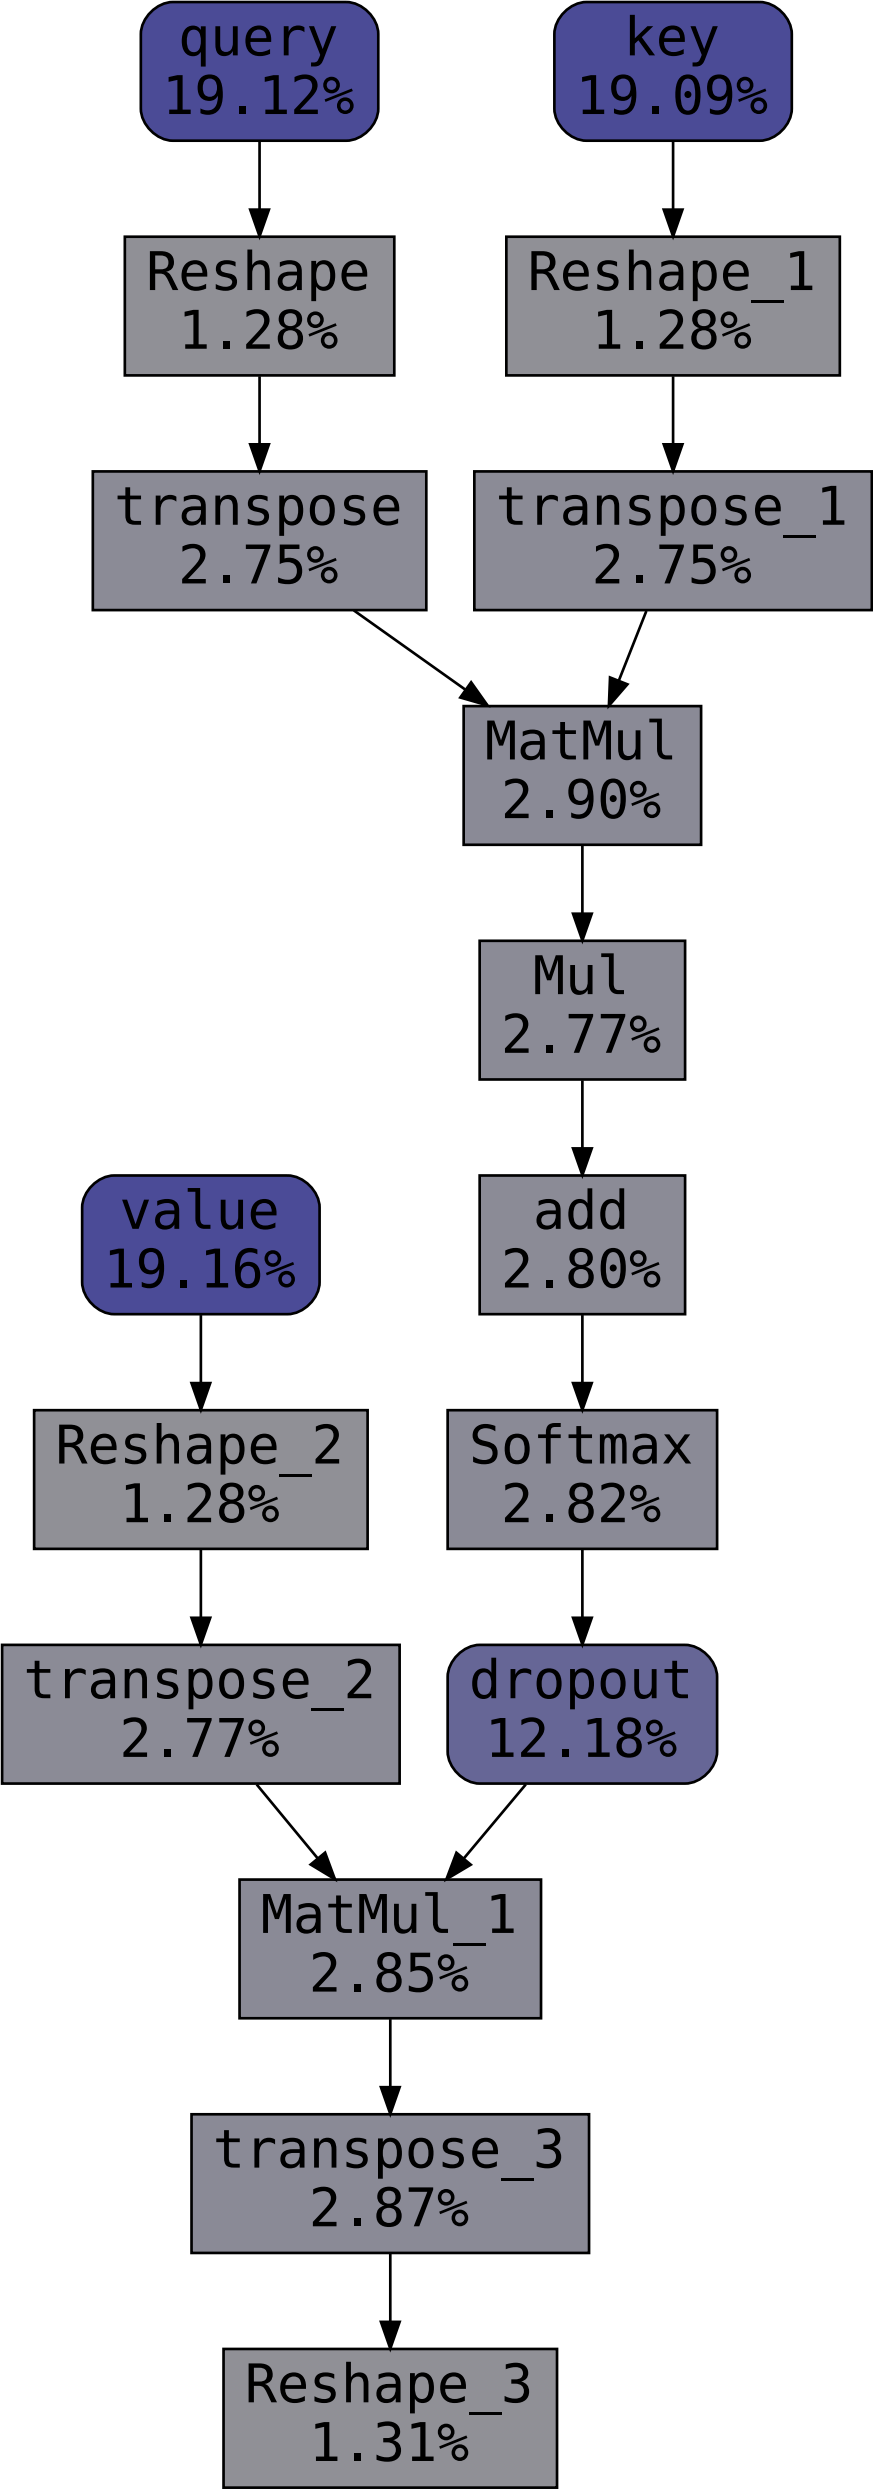 query
19.12%
key
19.09%
Reshape
1.28%
Reshape_1
1.28%
transpose
2.75%
transpose_1
2.75%
MatMul
2.90%
Mul
2.77%
value
19.16%
add
2.80%
Reshape_2
1.28%
Softmax
2.82%
transpose_2
2.77%
dropout
12.18%
MatMul_1
2.85%
transpose_3
2.87%
Reshape_3
1.31%